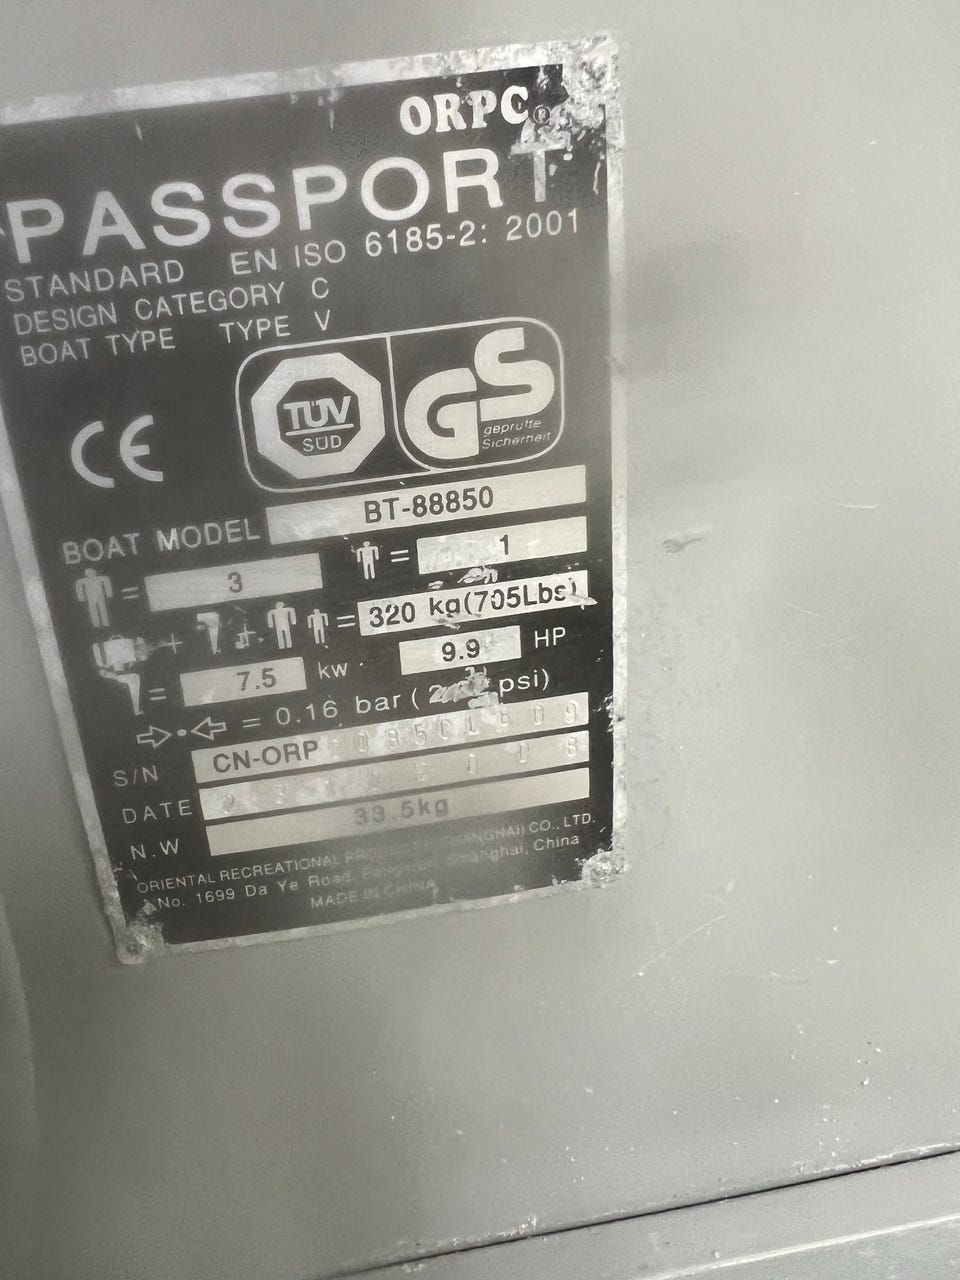 ORPC
PASSPORT
STANDARD EN ISO 6185-2: 2001
DESIGN CATEGORY C
BOAT TYPE TYPE V
CE
TÜV
SÜD
GS
geprüfte
Sicherheit
BOAT MODEL BT-88850
= 3 = 1
+ + = 320 kg(705Lbs)
= 7.5 kw 9.9 HP
= 0.16 bar ( psi)
S/N CN-ORP
DATE
N.W 39.5kg
ORIENTAL RECREATIONAL CO., LTD.
No. 1699 Da Ye Road, Shanghai, China
MADE IN CHINA